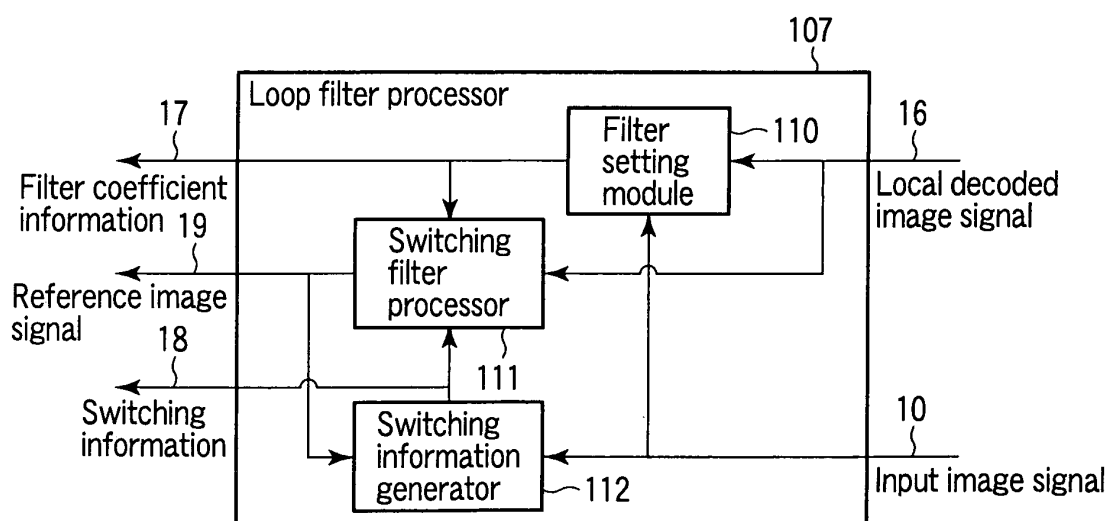 107
Loop filter processor
17
Filter coefficient
information
Filter
setting
module
110
16
Local decoded
image signal
19
Reference image
signal
Switching
filter
processor
111
18
Switching
information
Switching
information
generator
112
10
Input image signal